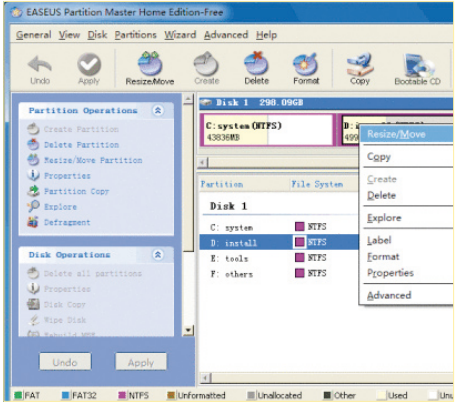 EASEUS Partition Master Home Edition-Free
General View Disk Partitions Wizard Advanced Help
Undo Apply Resize/Move Create Delete Format Copy Bootable CD
Partition Operations
Create Partition
Delete Partition
Resize/Move Partition
Properties
Partition Copy
Explore
Defragment
Disk Operations
Delete all partitions
Properties
Disk Copy
Wipe Disk
Rebuild MBR
Undo Apply
Disk 1 298.09GB
C:system(NTFS)
43836MB
D:
Partition File System
Disk 1
C: system NTFS
D: install NTFS
E: tools NTFS
F: others NTFS
Resize/Move
Copy
Create
Delete
Explore
Label
Format
Properties
Advanced
FAT FAT32 NTFS Unformatted Unallocated Other Used